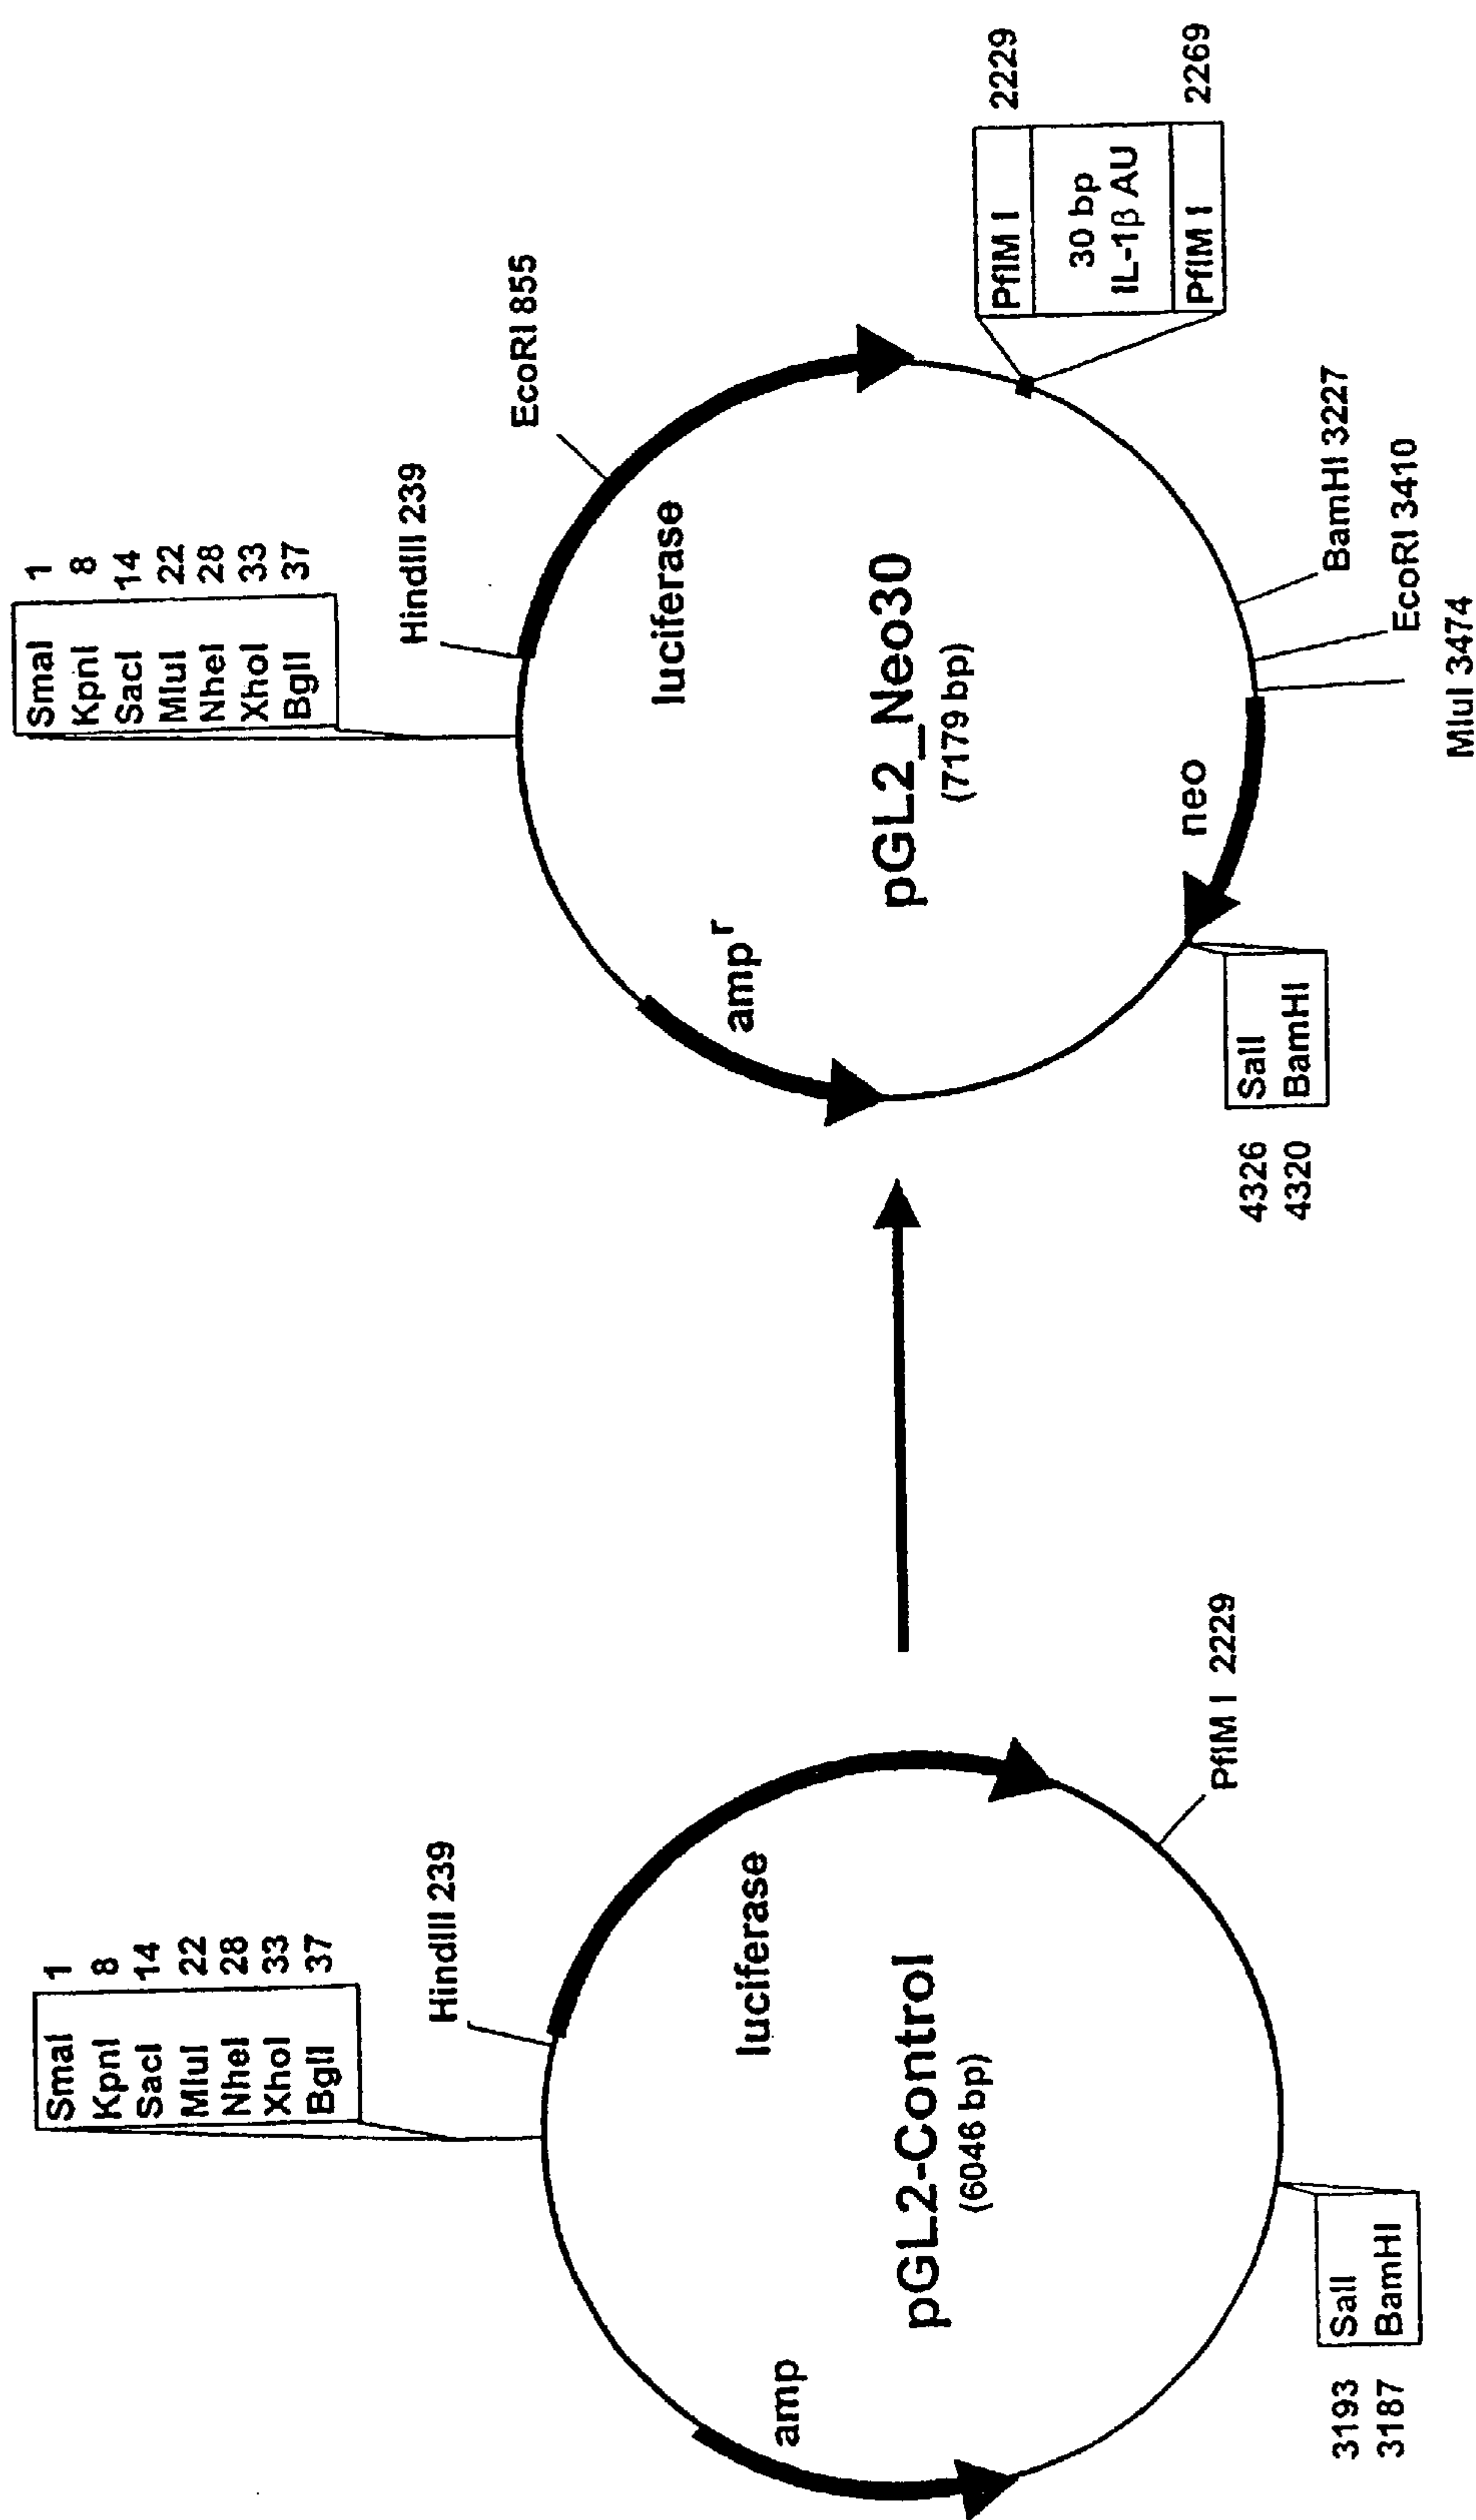 SmaI 1
KpnI 8
SacI 14
MluI 22
NheI 28
XhoI 33
BglII 37
HindIII 239
luciferase
amp
pGL2-Control
(6048 bp)
PflM I 2229
3193 SalI
3187 BamHI
SmaI 1
KpnI 8
SacI 14
MluI 22
NheI 28
XhoI 33
BglII 37
HindIII 239
EcoRI 855
luciferase
amp r
pGL2_Neo30
(7179 bp)
PflM I 2229
30 bp
IL-1β AU
PflM I 2269
neo
BamHI 3227
EcoRI 3410
MluI 3474
4326 SalI
4320 BamHI